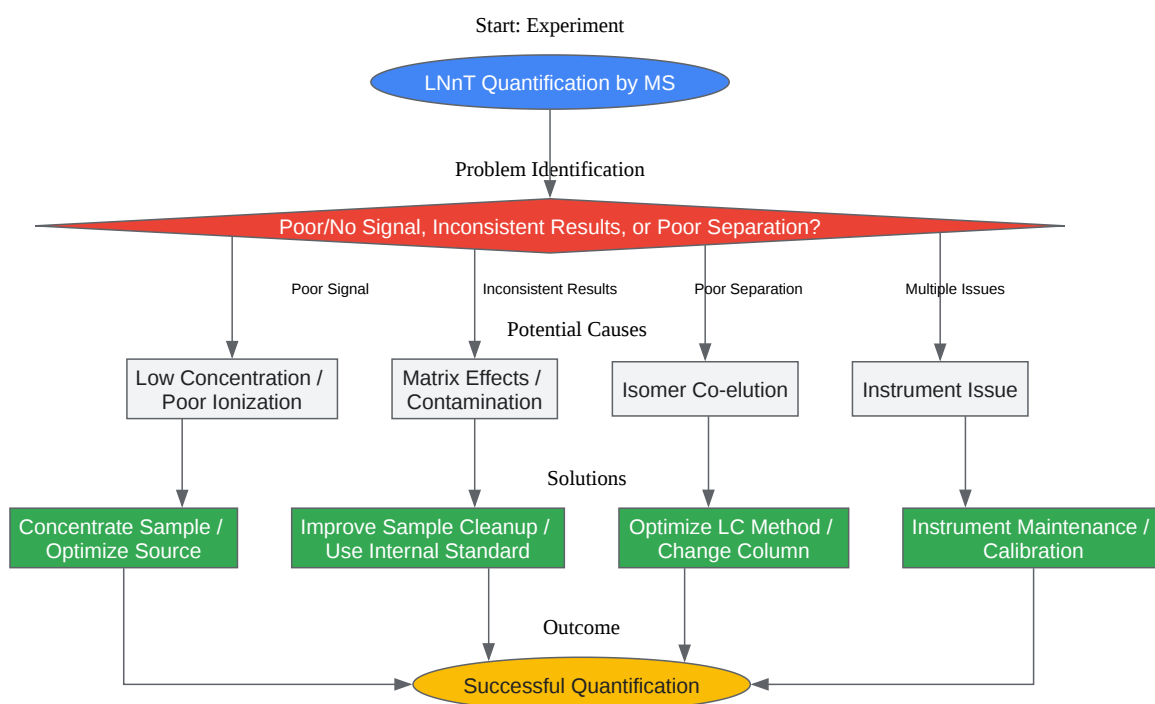 Start: Experiment
LNnT Quantification by MS
Problem Identification
Poor/No Signal, Inconsistent Results, or Poor Separation?
Poor Signal
Inconsistent Results
Poor Separation
Multiple Issues
Potential Causes
Low Concentration /
Poor Ionization
Matrix Effects /
Contamination
Isomer Co-elution
Instrument Issue
Solutions
Concentrate Sample /
Optimize Source
Improve Sample Cleanup /
Use Internal Standard
Optimize LC Method /
Change Column
Instrument Maintenance /
Calibration
Outcome
Successful Quantification